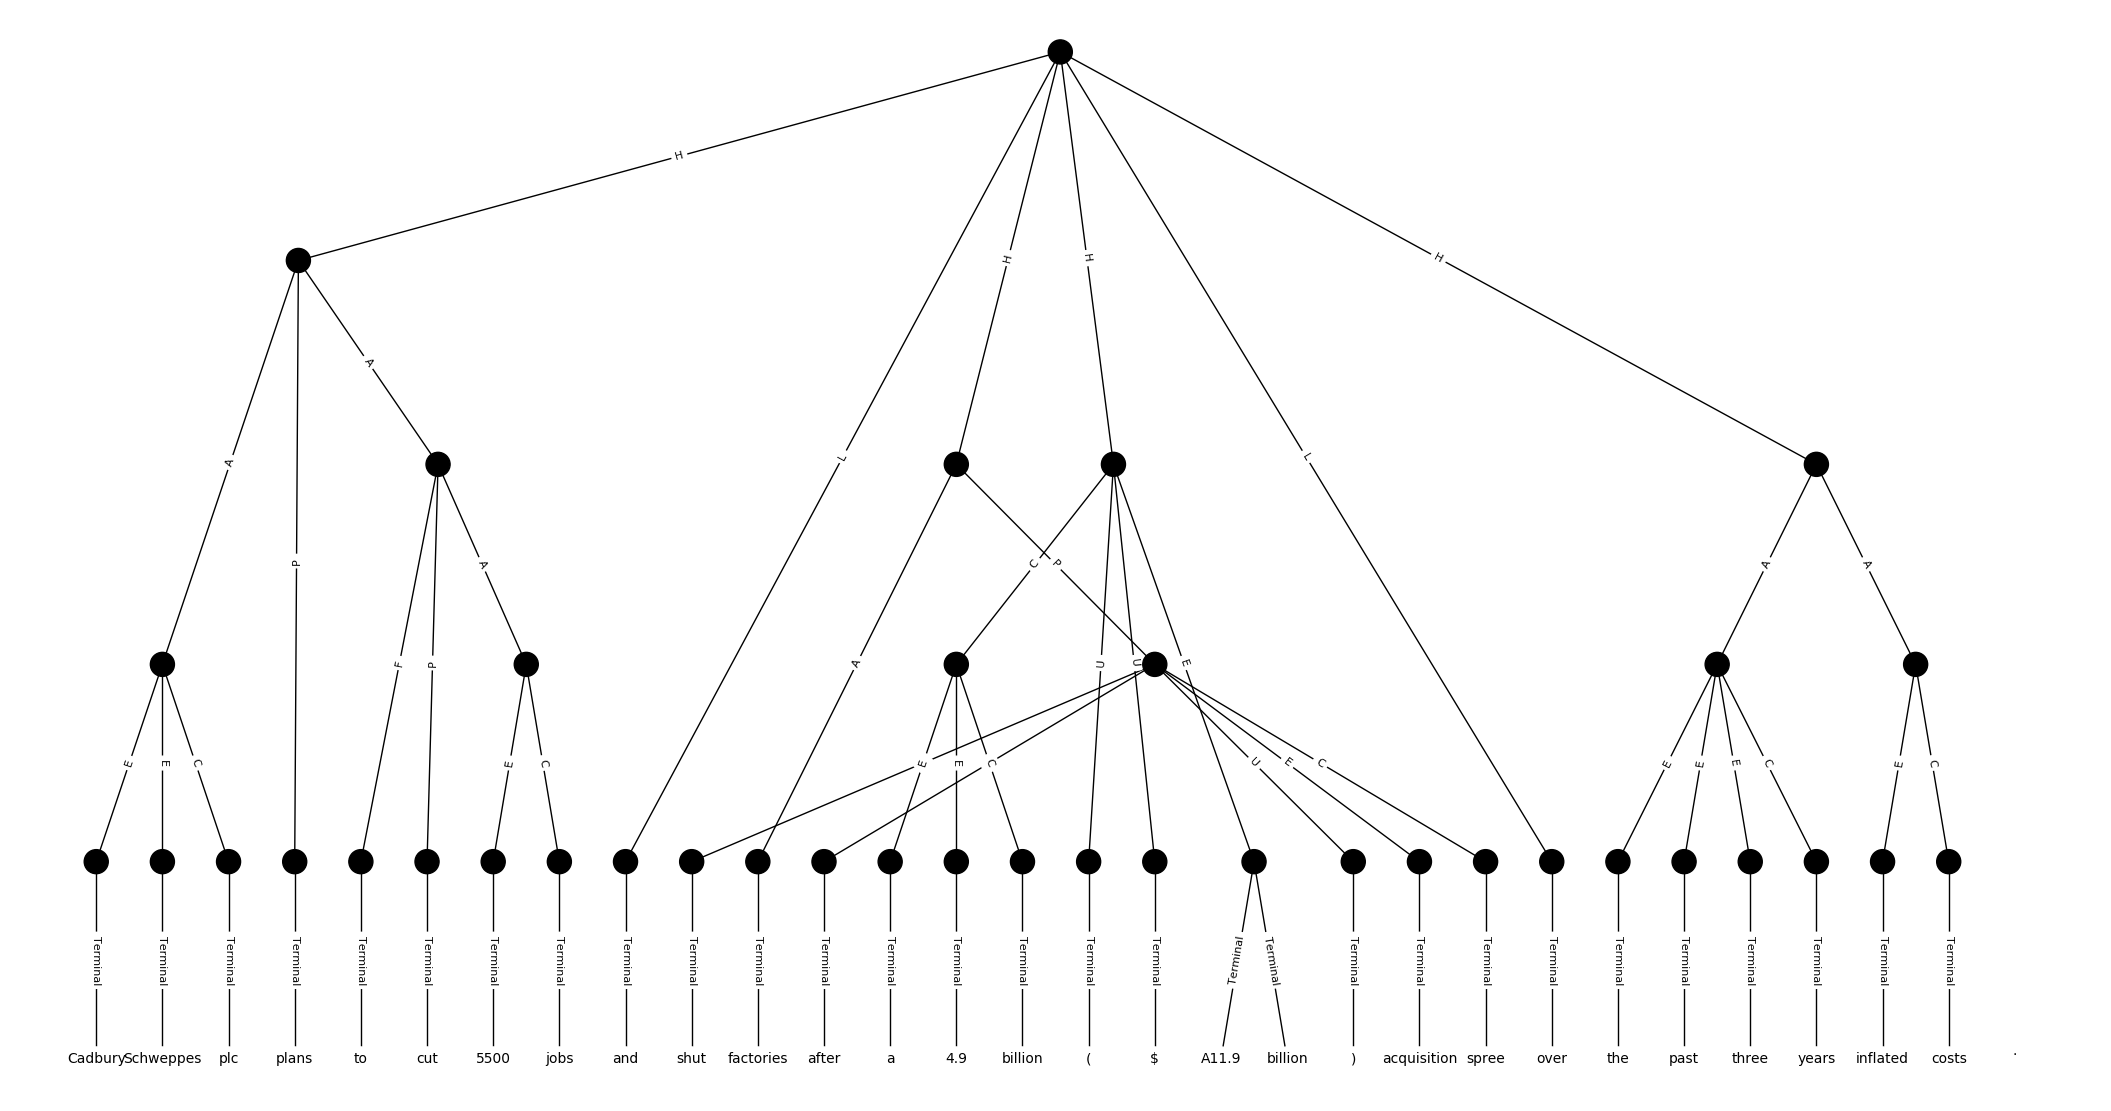 H
H H H
A
A L L
P C P A A
A F P A A U U E
E E C E C E E C U E C E E E C E C
Terminal Terminal Terminal Terminal Terminal Terminal Terminal Terminal Terminal Terminal Terminal Terminal Terminal Terminal Terminal Terminal Terminal Terminal Terminal Terminal Terminal Terminal Terminal Terminal Terminal Terminal Terminal Terminal Terminal
Cadbury Schweppes plc plans to cut 5500 jobs and shut factories after a 4.9 billion ( $ A11.9 billion ) acquisition spree over the past three years inflated costs .